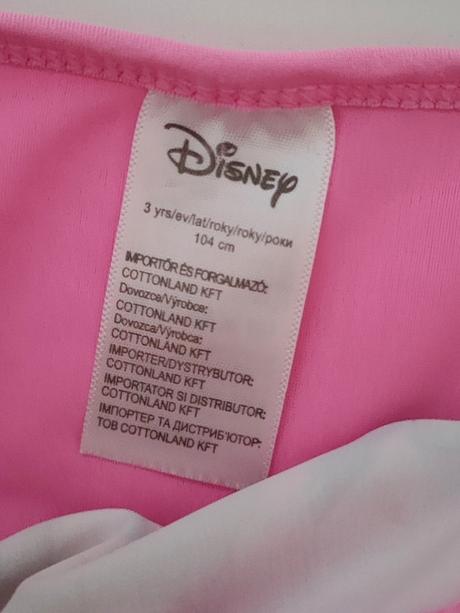 Disney
3 yrs/ev/lat/roky/roky/роки
104 cm
IMPORTŐR ÉS FORGALMAZÓ:
COTTONLAND KFT
Dovozca/Výrobce:
COTTONLAND KFT
Dovozca/Výrobca:
COTTONLAND KFT
IMPORTER/DYSTRYBUTOR:
COTTONLAND KFT
IMPORTATOR SI DISTRIBUTOR:
COTTONLAND KFT
ІМПОРТЕР ТА ДИСТРИБ'ЮТОР:
ТОВ COTTONLAND KFT